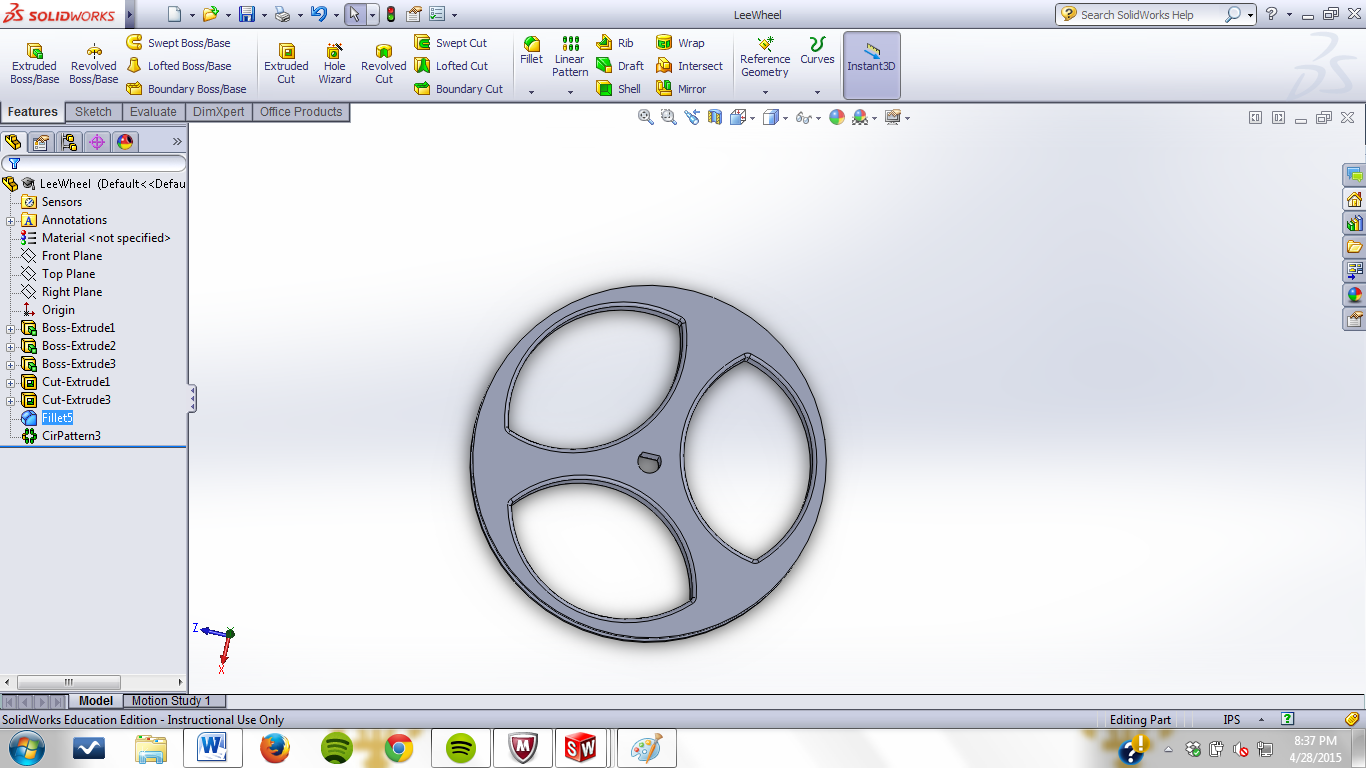 SOLIDWORKS
LeeWheel
Search SolidWorks Help
Extruded Boss/Base
Revolved Boss/Base
Swept Boss/Base
Lofted Boss/Base
Boundary Boss/Base
Extruded Cut
Hole Wizard
Revolved Cut
Swept Cut
Lofted Cut
Boundary Cut
Fillet
Linear Pattern
Rib
Draft
Shell
Wrap
Intersect
Mirror
Reference Geometry
Curves
Instant3D
Features
Sketch
Evaluate
DimXpert
Office Products
LeeWheel (Default<<Defau
Sensors
Annotations
Material <not specified>
Front Plane
Top Plane
Right Plane
Origin
Boss-Extrude1
Boss-Extrude2
Boss-Extrude3
Cut-Extrude1
Cut-Extrude3
Fillet5
CirPattern3
Z
X
Model
Motion Study 1
SolidWorks Education Edition - Instructional Use Only
Editing Part
IPS
8:37 PM
4/28/2015